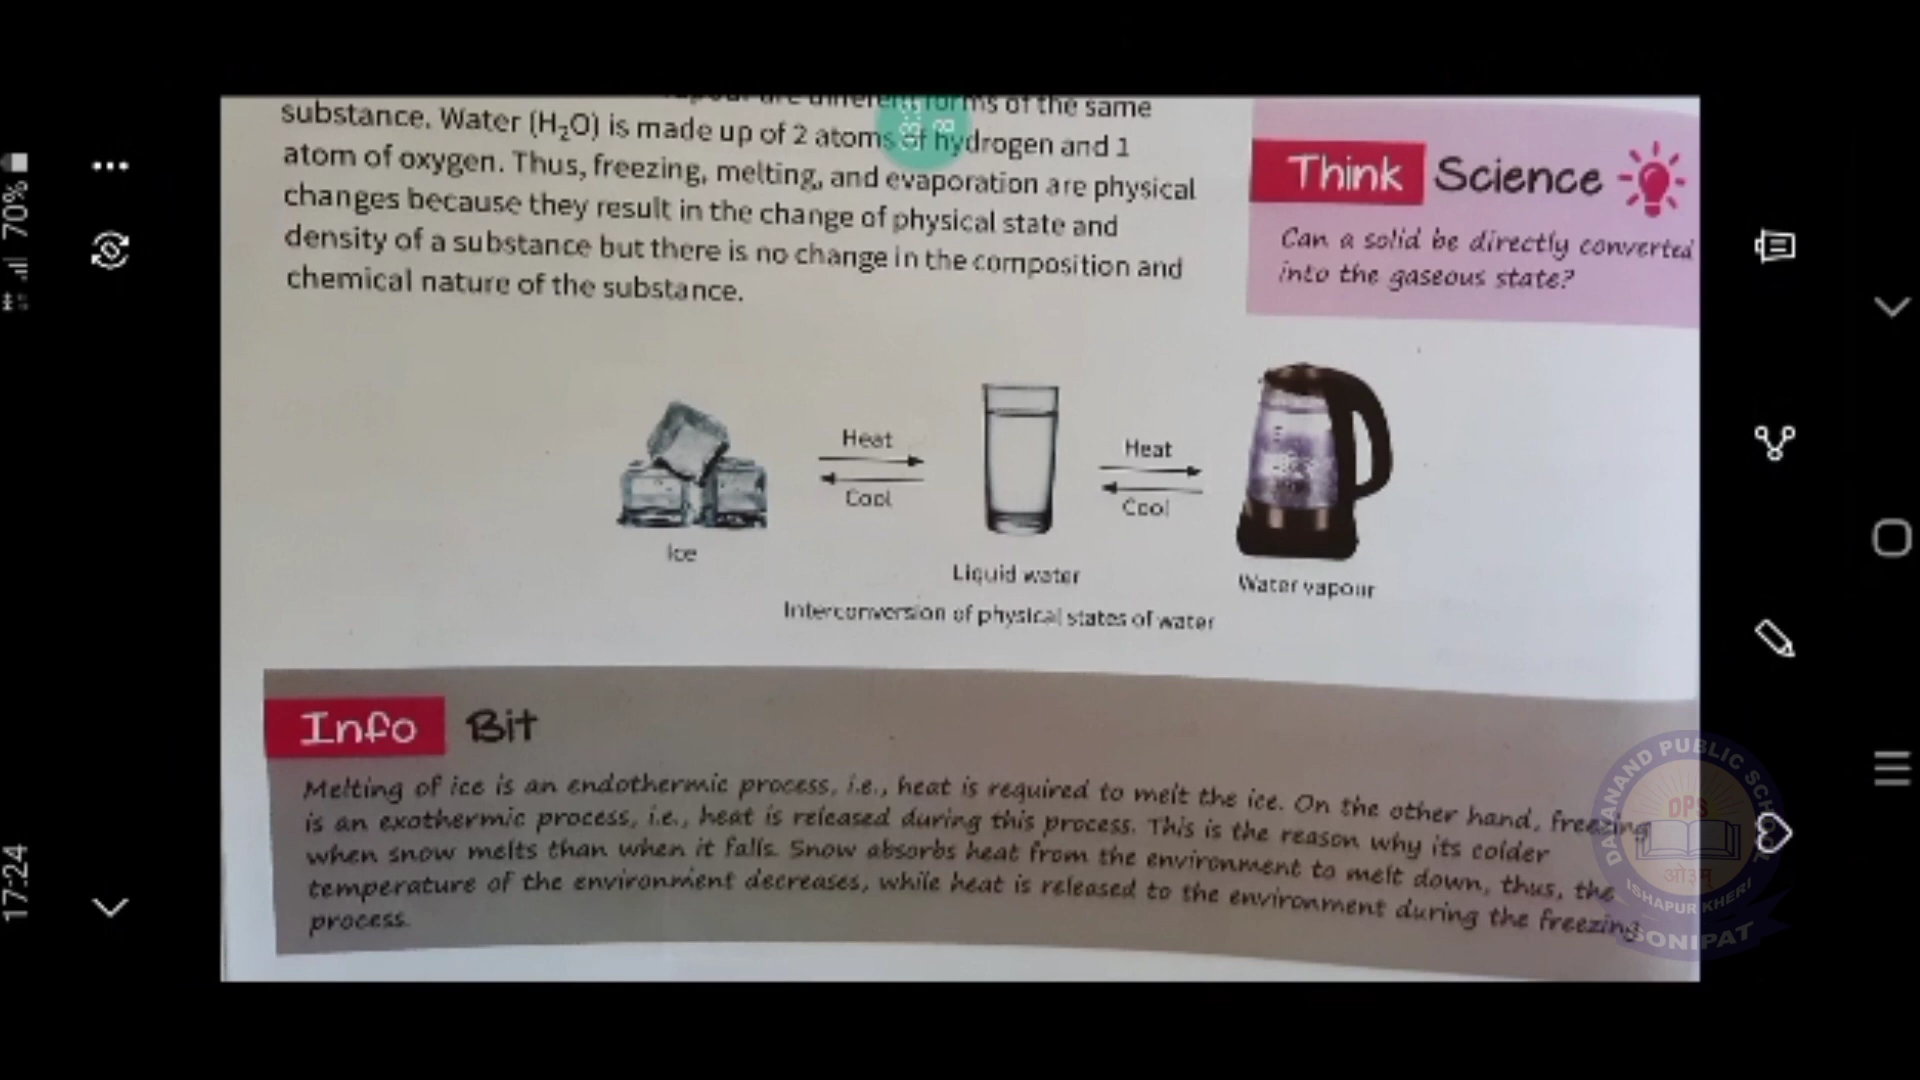 are different forms of the same
substance. Water (H₂O) is made up of 2 atoms of hydrogen and 1
atom of oxygen. Thus, freezing, melting, and evaporation are physical
changes because they result in the change of physical state and
density of a substance but there is no change in the composition and
chemical nature of the substance.
Think Science
Can a solid be directly converted
into the gaseous state?
Heat
Cool
Heat
Cool
Ice
Liquid water
Water vapour
Interconversion of physical states of water
Info Bit
Melting of ice is an endothermic process, i.e., heat is required to melt the ice. On the other hand, freezing
is an exothermic process, i.e., heat is released during this process. This is the reason why its colder
when snow melts than when it falls. Snow absorbs heat from the environment to melt down, thus, the
temperature of the environment decreases, while heat is released to the environment during the freezing
process.
70%
17:24
DAYANAND PUBLIC SCHOOL
DPS
ओ३म्
ISHAPUR KHERI
SONIPAT